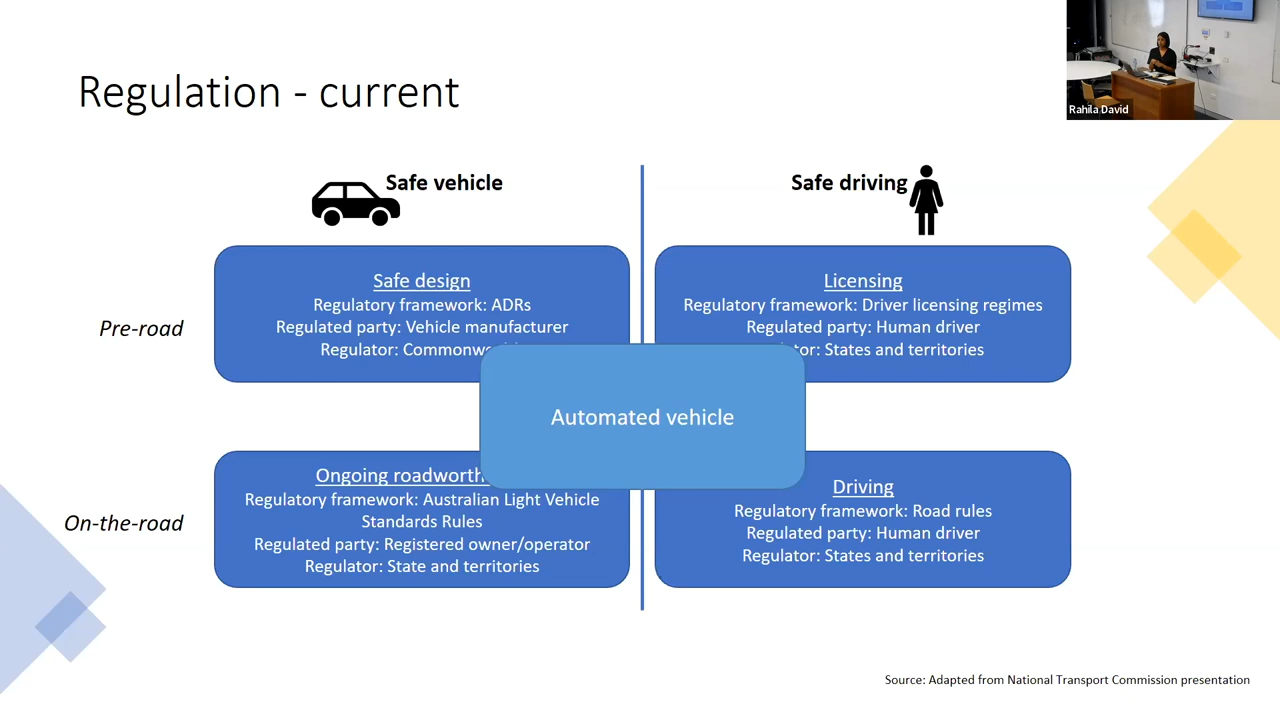 Regulation - current
Rahila David
Safe vehicle
Safe driving
Pre-road
Safe design
Regulatory framework: ADRs
Regulated party: Vehicle manufacturer
Regulator:
Licensing
Regulatory framework: Driver licensing regimes
Regulated party: Human driver
States and territories
Automated vehicle
On-the-road
Ongoing
Regulatory framework: Australian Light Vehicle
Standards Rules
Regulated party: Registered owner/operator
Regulator: State and territories
Driving
Regulatory framework: Road rules
Regulated party: Human driver
Regulator: States and territories
Source: Adapted from National Transport Commission presentation